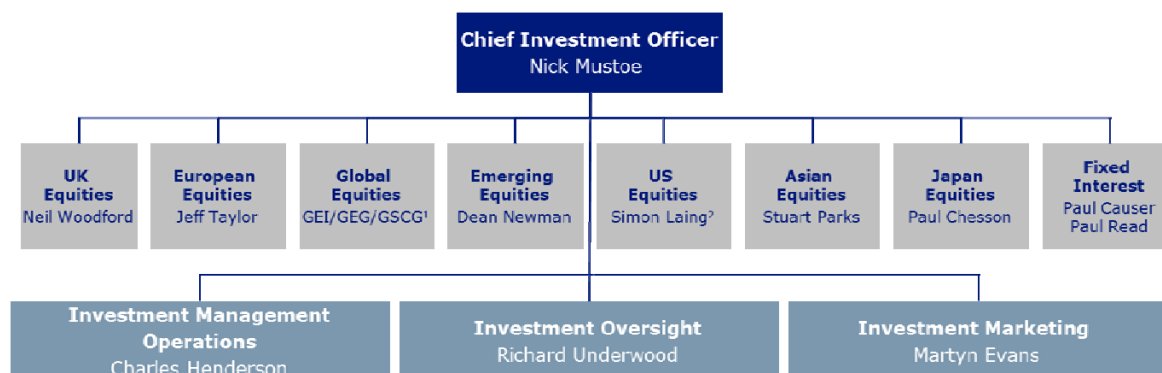 Chief Investment Officer
Nick Mustoe
UK
Equities
Neil Woodford
European
Equities
Jeff Taylor
Global
Equities
GEI/GEG/GSCG¹
Emerging
Equities
Dean Newman
US
Equities
Simon Laing²
Asian
Equities
Stuart Parks
Japan
Equities
Paul Chesson
Fixed
Interest
Paul Causer
Paul Read
Investment Management
Operations
Charles Henderson
Investment Oversight
Richard Underwood
Investment Marketing
Martyn Evans